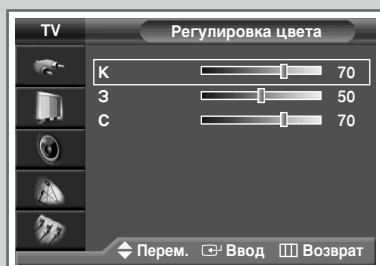 TV Регулировка цвета
К 70
З 50
С 70
Перем. Ввод Возврат